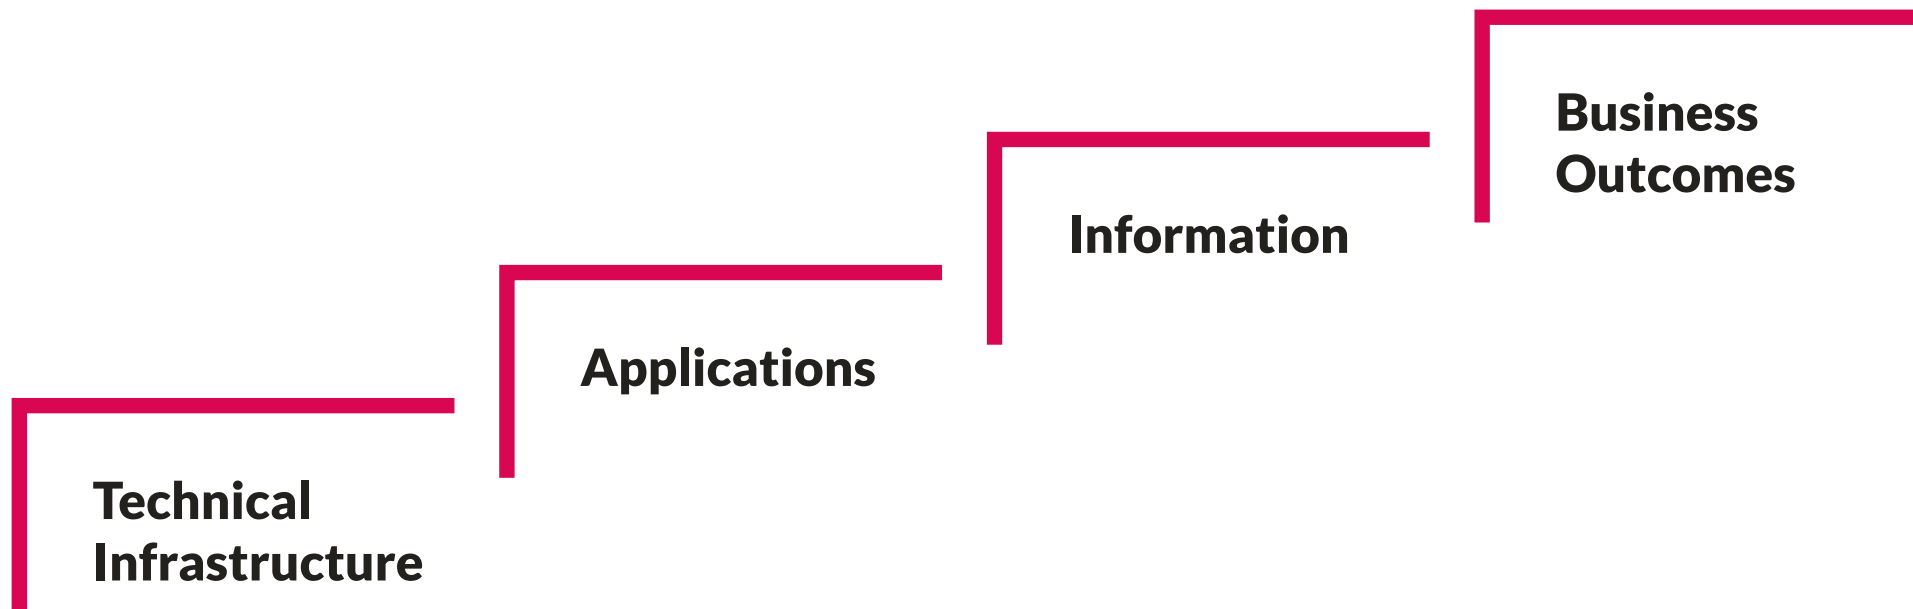 Technical
Infrastructure
Applications
Information
Business
Outcomes